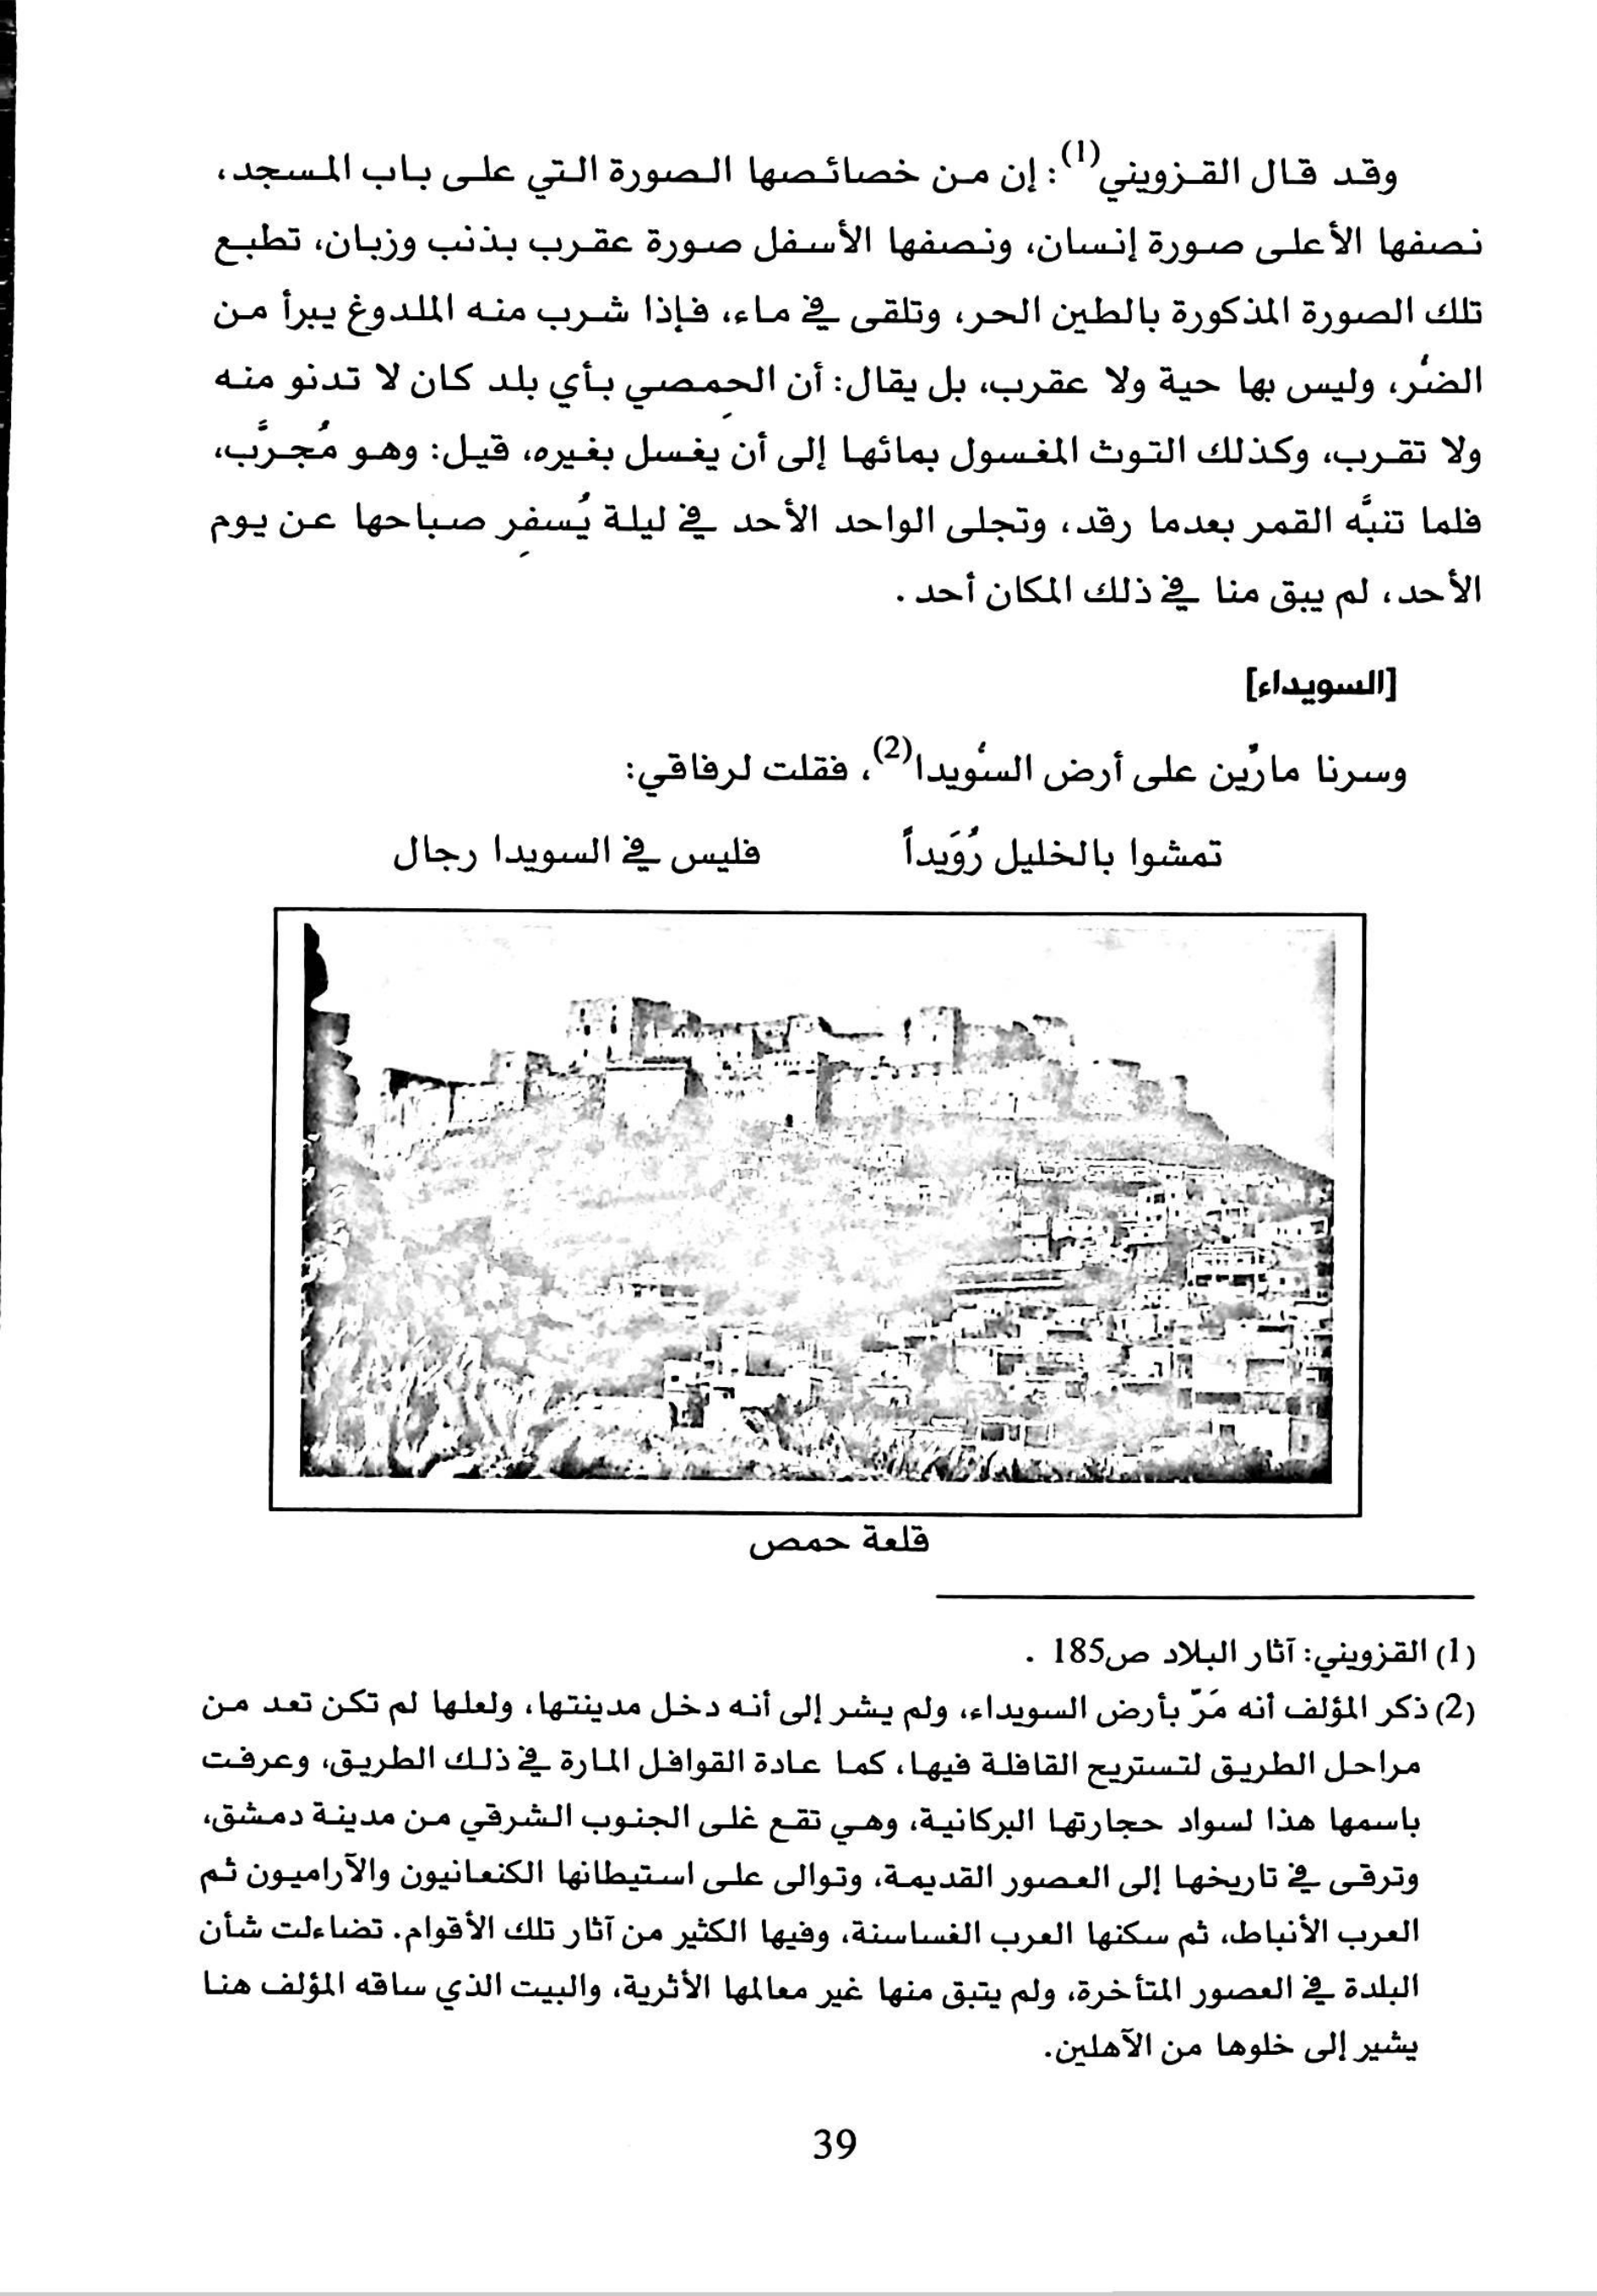 وقد قال القزويني(1): إن من خصائصها الصورة التي على باب المسجد،
نصفها الأعلى صورة إنسان، ونصفها الأسفل صورة عقرب بذنب وزبان، تطبع
تلك الصورة المذكورة بالطين الحر، وتلقى في ماء، فإذا شرب منه الملدوغ يبرأ من
الضُر، وليس بها حية ولا عقرب، بل يقال: أن الحِمصي بأي بلد كان لا تدنو منه
ولا تقرب، وكذلك التوث المغسول بمائها إلى أن يغسل بغيره، قيل: وهو مُجرَّب،
فلما تنبَّه القمر بعدما رقد، وتجلى الواحد الأحد في ليلة يُسفِر صباحها عن يوم
الأحد، لم يبق منا في ذلك المكان أحد.
[السويداء]
وسرنا مارّين على أرض السُويدا(2)، فقلت لرفاقي:
تمشوا بالخليل رُوَيداً فليس في السويدا رجال
قلعة حمص
(1) القزويني: آثار البلاد ص185 .
(2) ذكر المؤلف أنه مَرّ بأرض السويداء، ولم يشر إلى أنه دخل مدينتها، ولعلها لم تكن تعد من
مراحل الطريق لتستريح القافلة فيها، كما عادة القوافل المارة في ذلك الطريق، وعرفت
باسمها هذا لسواد حجارتها البركانية، وهي تقع غلى الجنوب الشرقي من مدينة دمشق،
وترقى في تاريخها إلى العصور القديمة، وتوالى على استيطانها الكنعانيون والآراميون ثم
العرب الأنباط، ثم سكنها العرب الغساسنة، وفيها الكثير من آثار تلك الأقوام. تضاءلت شأن
البلدة في العصور المتأخرة، ولم يتبق منها غير معالمها الأثرية، والبيت الذي ساقه المؤلف هنا
يشير إلى خلوها من الآهلين.
39